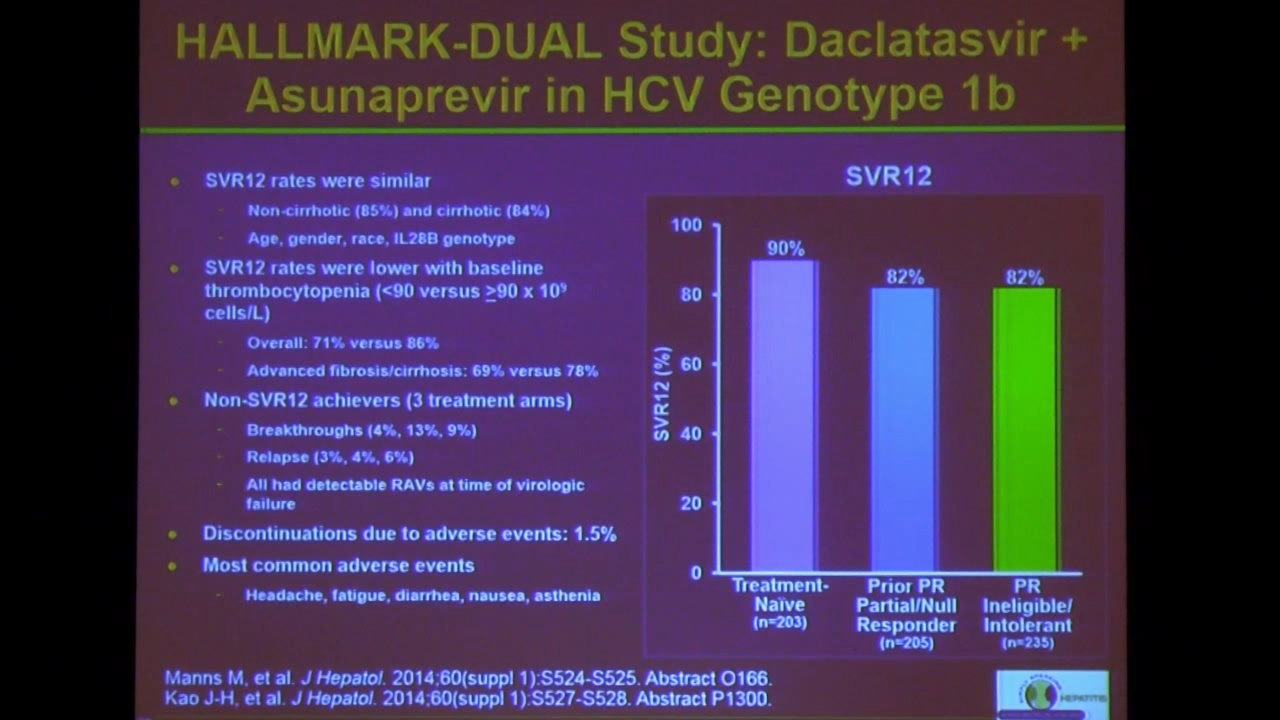 HALLMARK-DUAL Study: Daclatasvir +
Asunaprevir in HCV Genotype 1b
SVR12 rates were similar
Non-cirrhotic (85%) and cirrhotic (84%)
Age, gender, race, IL28B genotype
SVR12 rates were lower with baseline
thrombocytopenia (<90 versus ≥90 x 10⁹
cells/L)
Overall: 71% versus 86%
Advanced fibrosis/cirrhosis: 69% versus 78%
Non-SVR12 achievers (3 treatment arms)
Breakthroughs (4%, 13%, 9%)
Relapse (3%, 4%, 6%)
All had detectable RAVs at time of virologic
failure
Discontinuations due to adverse events: 1.5%
Most common adverse events
Headache, fatigue, diarrhea, nausea, asthenia
SVR12
SVR12 (%)
100
80
60
40
20
0
90%
82%
82%
Treatment-
Naïve
(n=203)
Prior PR
Partial/Null
Responder
(n=205)
PR
Ineligible/
Intolerant
(n=235)
Manns M, et al. J Hepatol. 2014;60(suppl 1):S524-S525. Abstract O166.
Kao J-H, et al. J Hepatol. 2014;60(suppl 1):S527-S528. Abstract P1300.
HEPATITIS